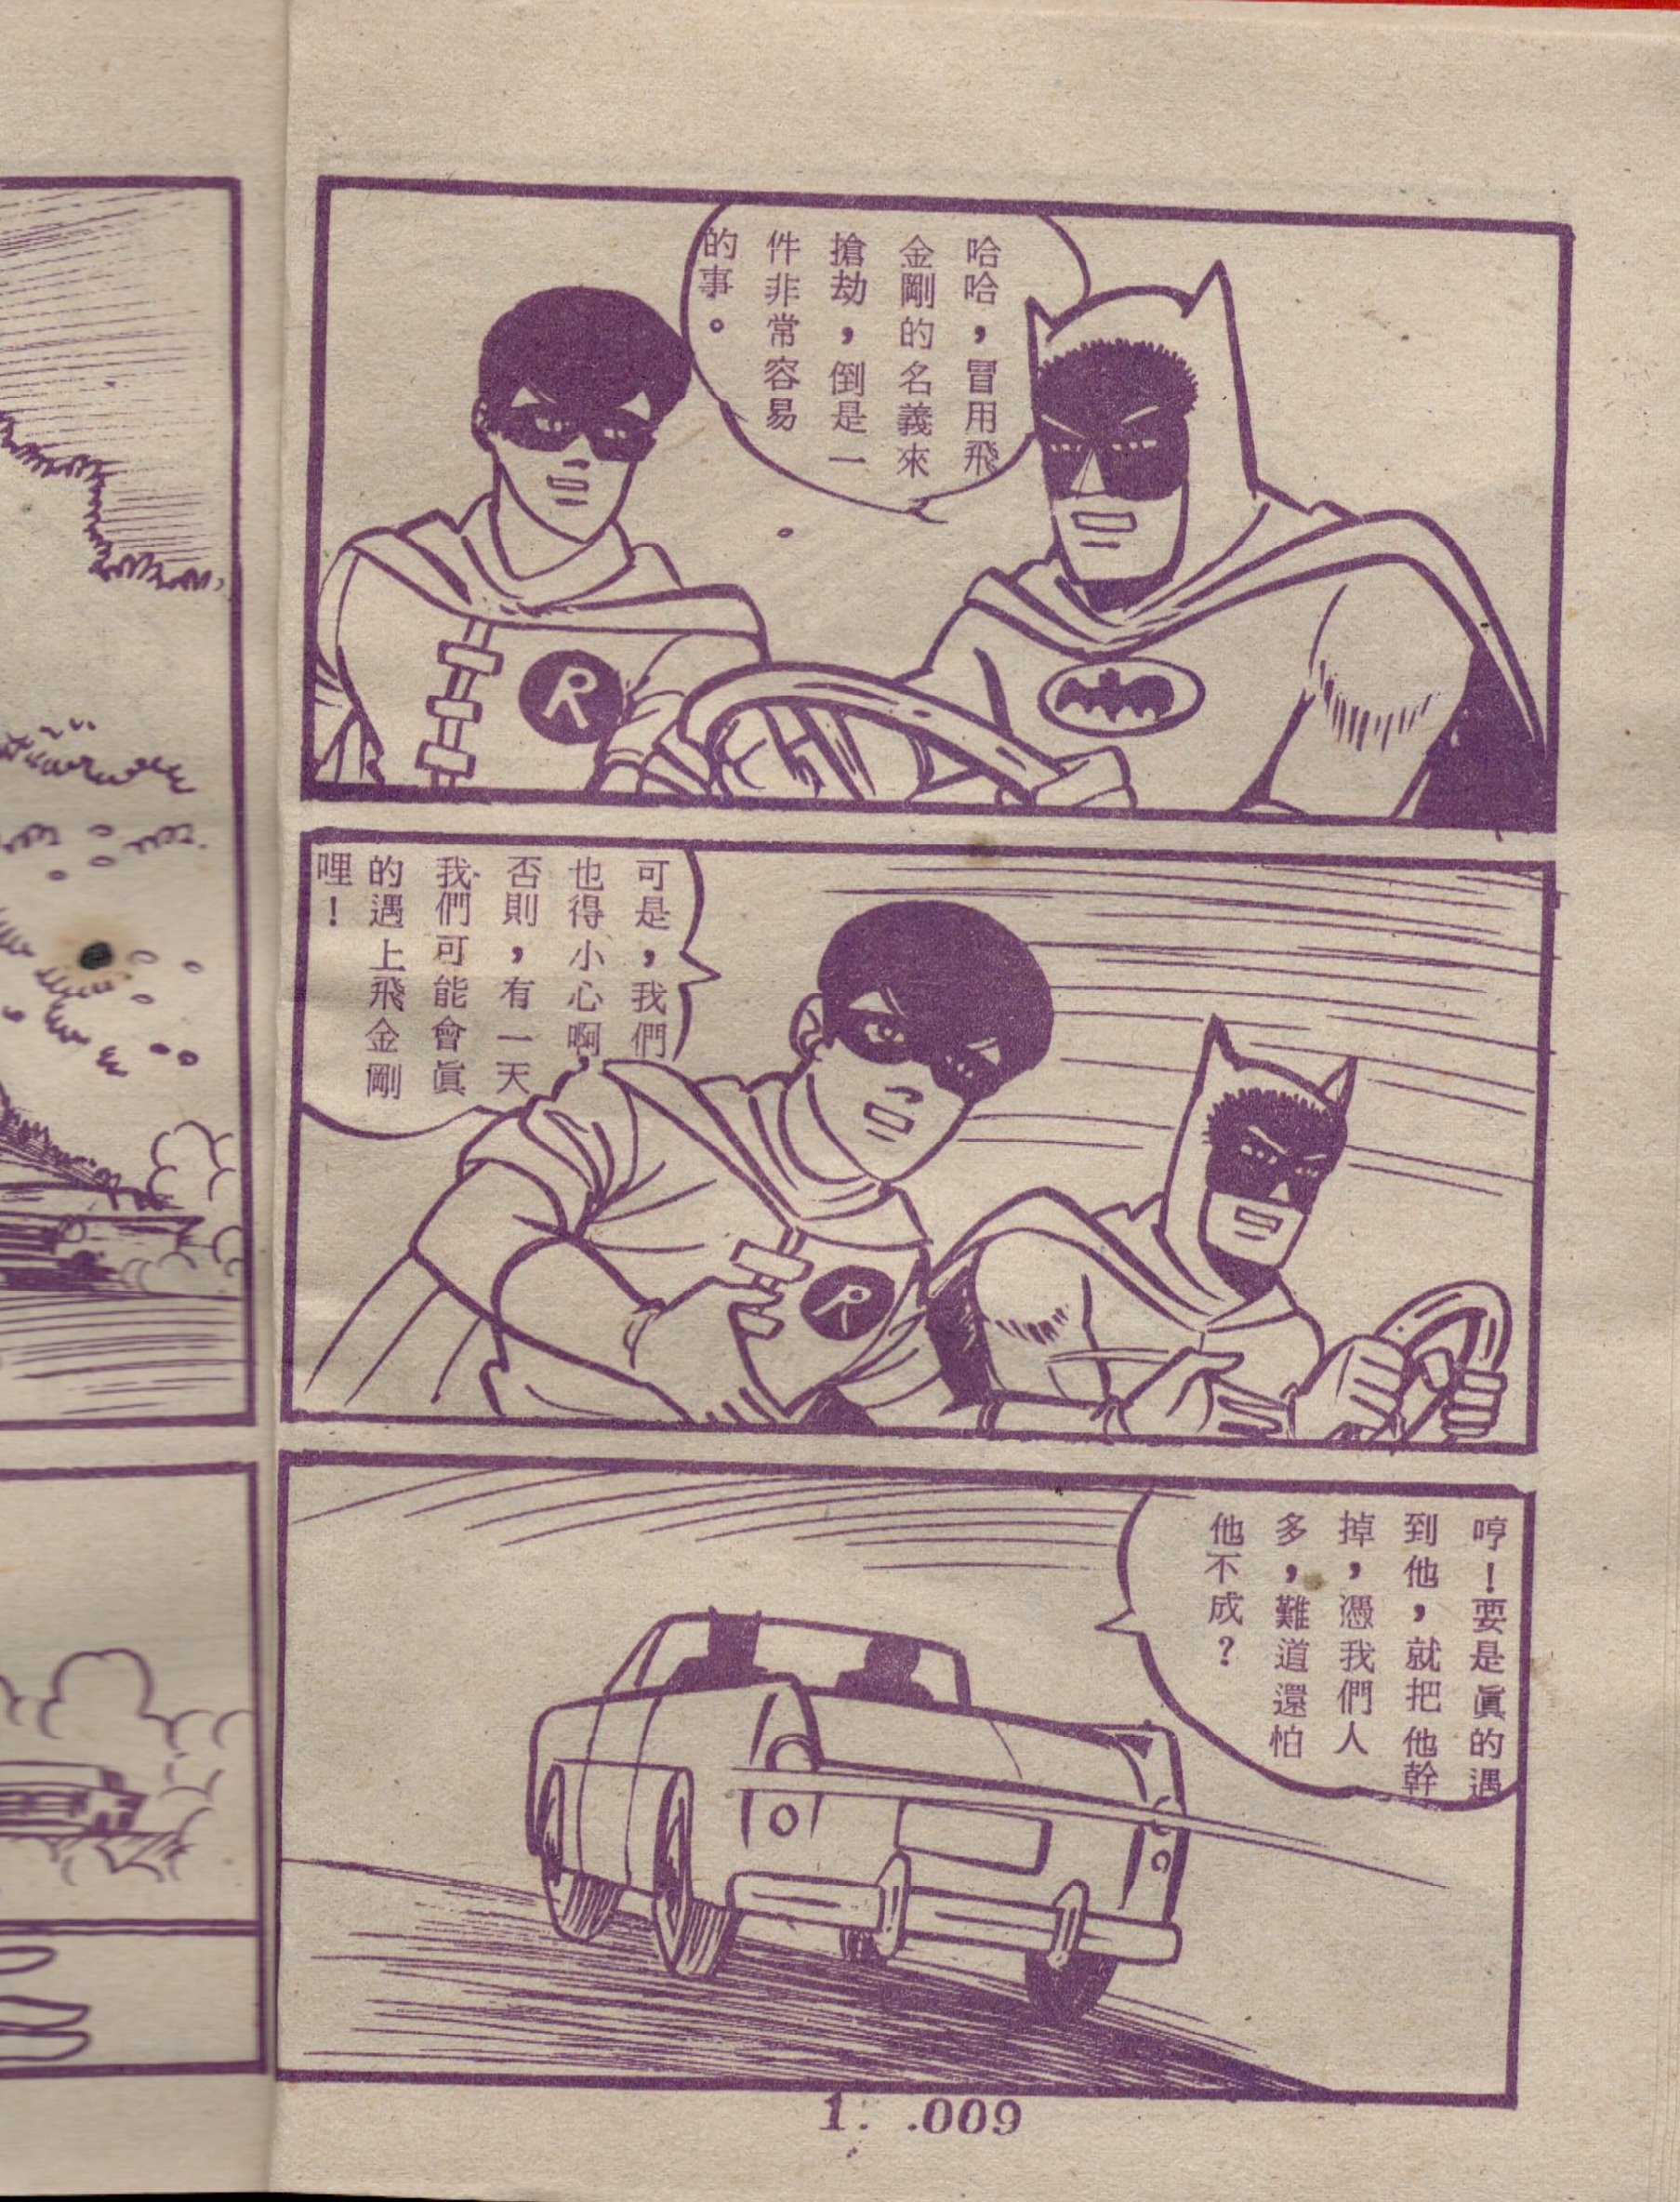 哈哈，冒用飛
金剛的名義來
搶劫，倒是一
件非常容易
的事。
R
可是，我們
也得小心啊，
否則，有一天
我們可能會眞
的遇上飛金剛
哩！
R
哼！要是眞的遇
到他，就把他幹
掉，憑我們人
多，難道還怕
他不成？
1. .009